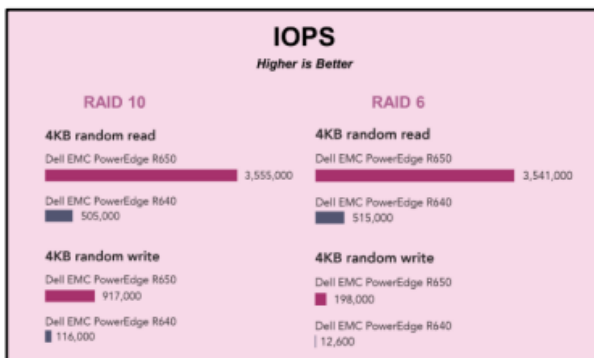 IOPS
Higher is Better
RAID 10
4KB random read
Dell EMC PowerEdge R650
3,555,000
Dell EMC PowerEdge R640
505,000
4KB random write
Dell EMC PowerEdge R650
917,000
Dell EMC PowerEdge R640
116,000
RAID 6
4KB random read
Dell EMC PowerEdge R650
3,541,000
Dell EMC PowerEdge R640
515,000
4KB random write
Dell EMC PowerEdge R650
198,000
Dell EMC PowerEdge R640
12,600